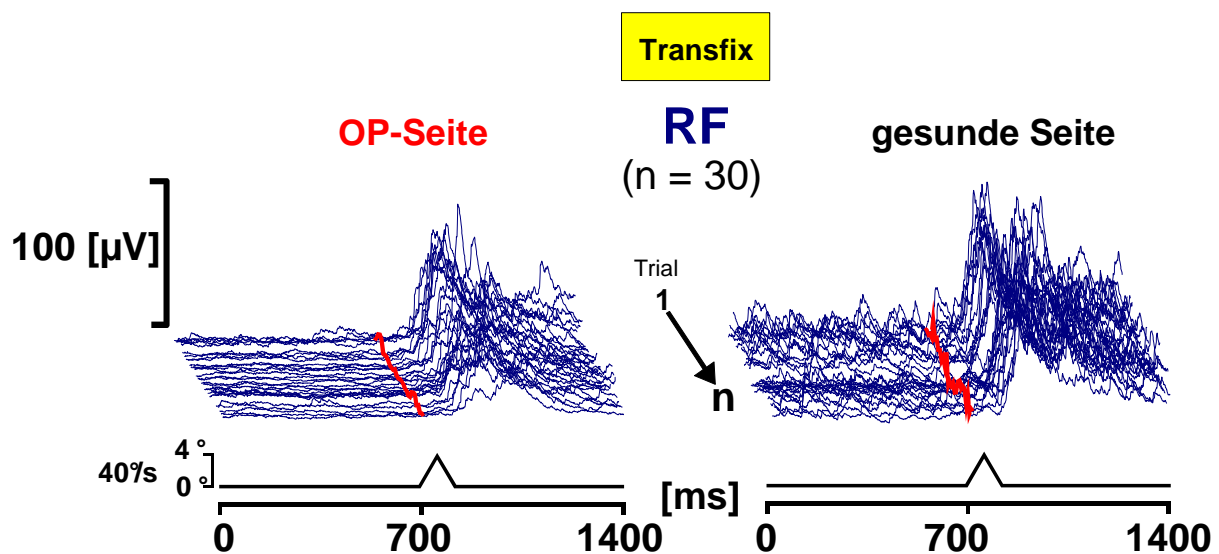 Transfix
OP-Seite
RF
gesunde Seite
(n = 30)
100 [µV]
Trial
1
n
40°/s
4 °
0 °
[ms]
0
700
1400
0
700
1400